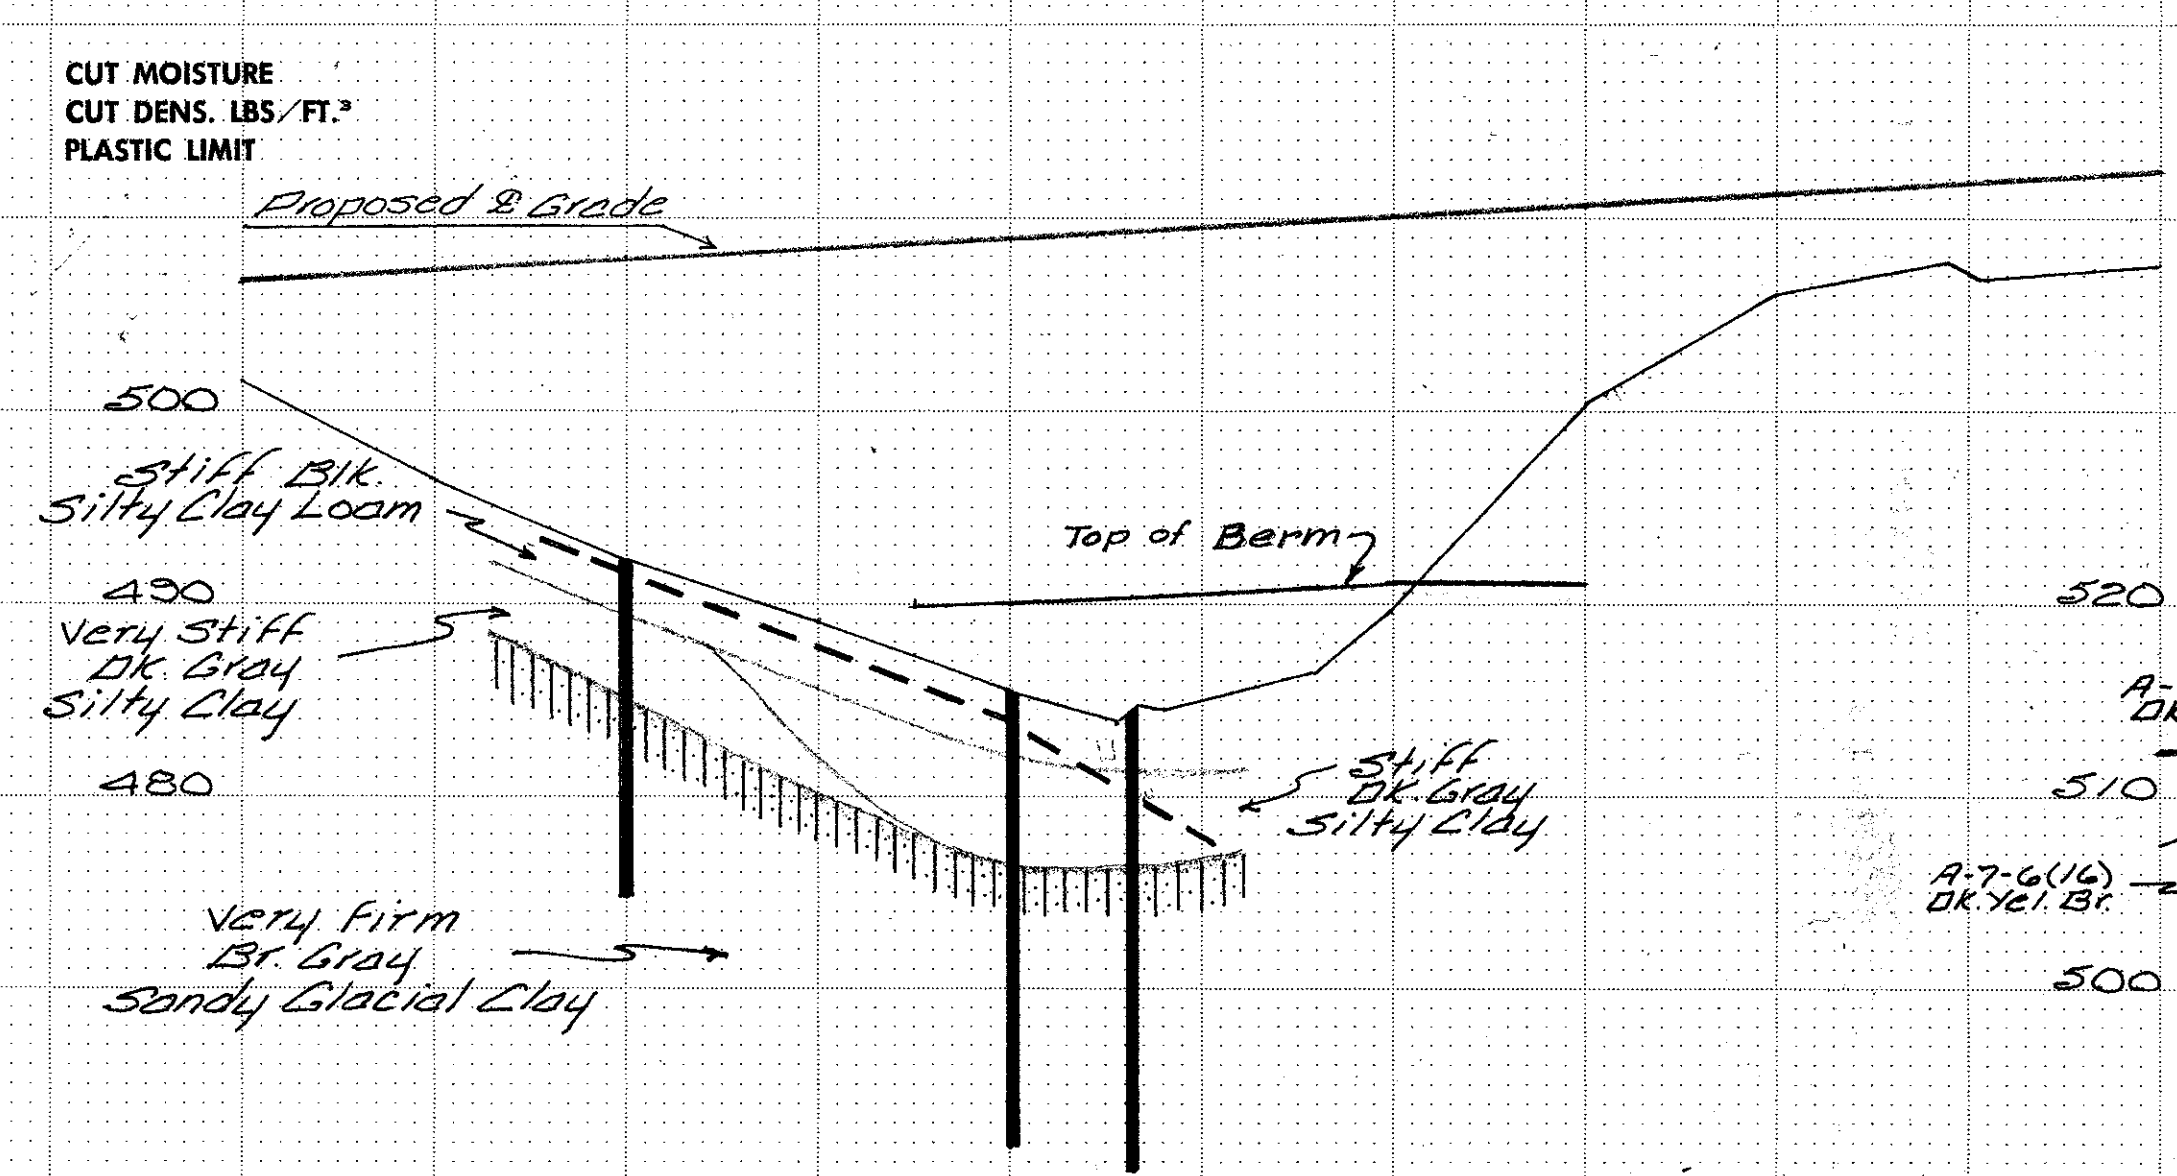 CUT MOISTURE
CUT DENS. LBS/FT.³
PLASTIC LIMIT
Proposed ℄ Grade
500
Stiff Blk.
Silty Clay Loam
Top of Berm
490
520
Very Stiff
Dk. Gray
Silty Clay
A-
Dk
480
Stiff
Dk. Gray
Silty Clay
510
A-7-6(16)
Dk. Yel. Br.
Very Firm
Br. Gray
Sandy Glacial Clay
500